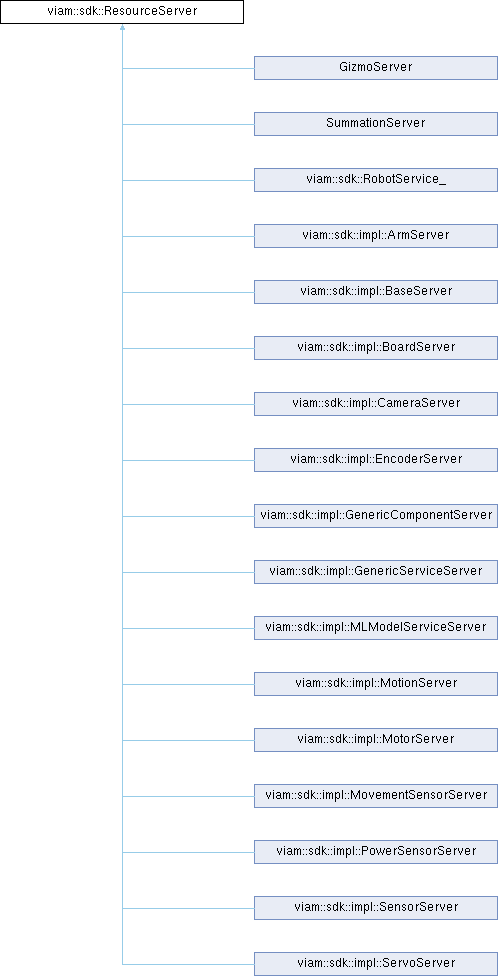 viam::sdk::ResourceServer
GizmoServer
SummationServer
viam::sdk::RobotService_
viam::sdk::impl::ArmServer
viam::sdk::impl::BaseServer
viam::sdk::impl::BoardServer
viam::sdk::impl::CameraServer
viam::sdk::impl::EncoderServer
viam::sdk::impl::GenericComponentServer
viam::sdk::impl::GenericServiceServer
viam::sdk::impl::MLModelServiceServer
viam::sdk::impl::MotionServer
viam::sdk::impl::MotorServer
viam::sdk::impl::MovementSensorServer
viam::sdk::impl::PowerSensorServer
viam::sdk::impl::SensorServer
viam::sdk::impl::ServoServer